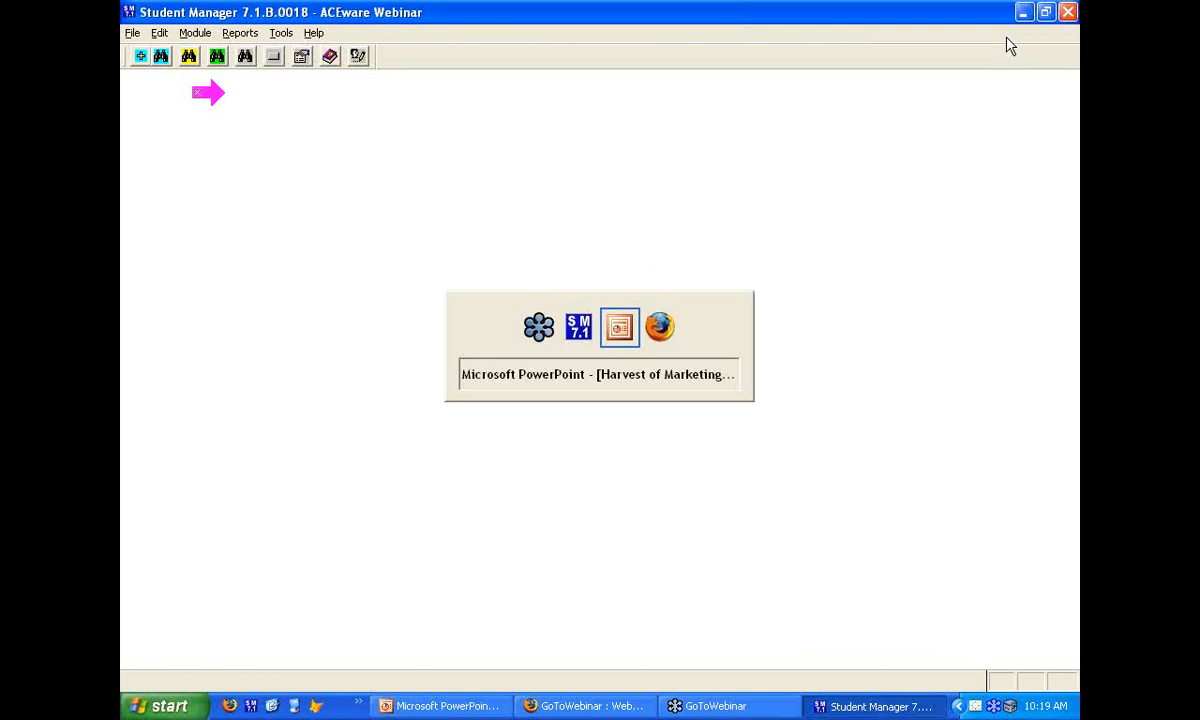 Student Manager 7.1.B.0018 - ACEware Webinar
File Edit Module Reports Tools Help
S M
7.1
Microsoft PowerPoint - [Harvest of Marketing...
start
Microsoft PowerPoin...
GoToWebinar : Web...
GoToWebinar
Student Manager 7....
10:19 AM